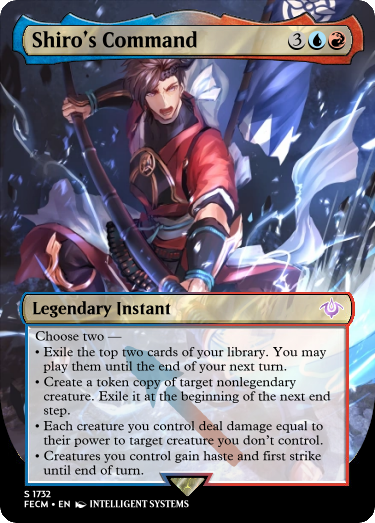 Shiro's Command 3
Legendary Instant
Choose two —
• Exile the top two cards of your library. You may
play them until the end of your next turn.
• Create a token copy of target nonlegendary
creature. Exile it at the beginning of the next end
step.
• Each creature you control deal damage equal to
their power to target creature you don't control.
• Creatures you control gain haste and first strike
until end of turn.
S 1732
FECM • EN INTELLIGENT SYSTEMS